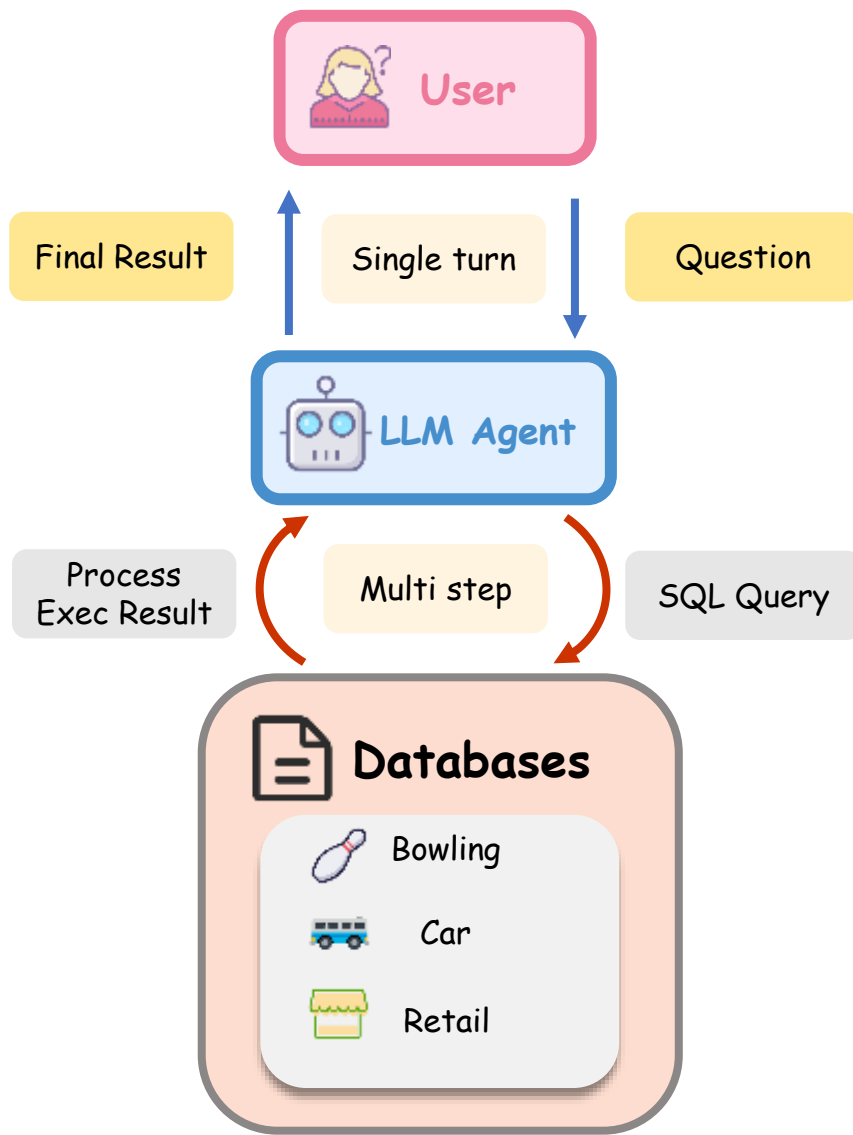 User
Final Result
Single turn
Question
LLM Agent
Process
Exec Result
Multi step
SQL Query
Databases
Bowling
Car
Retail